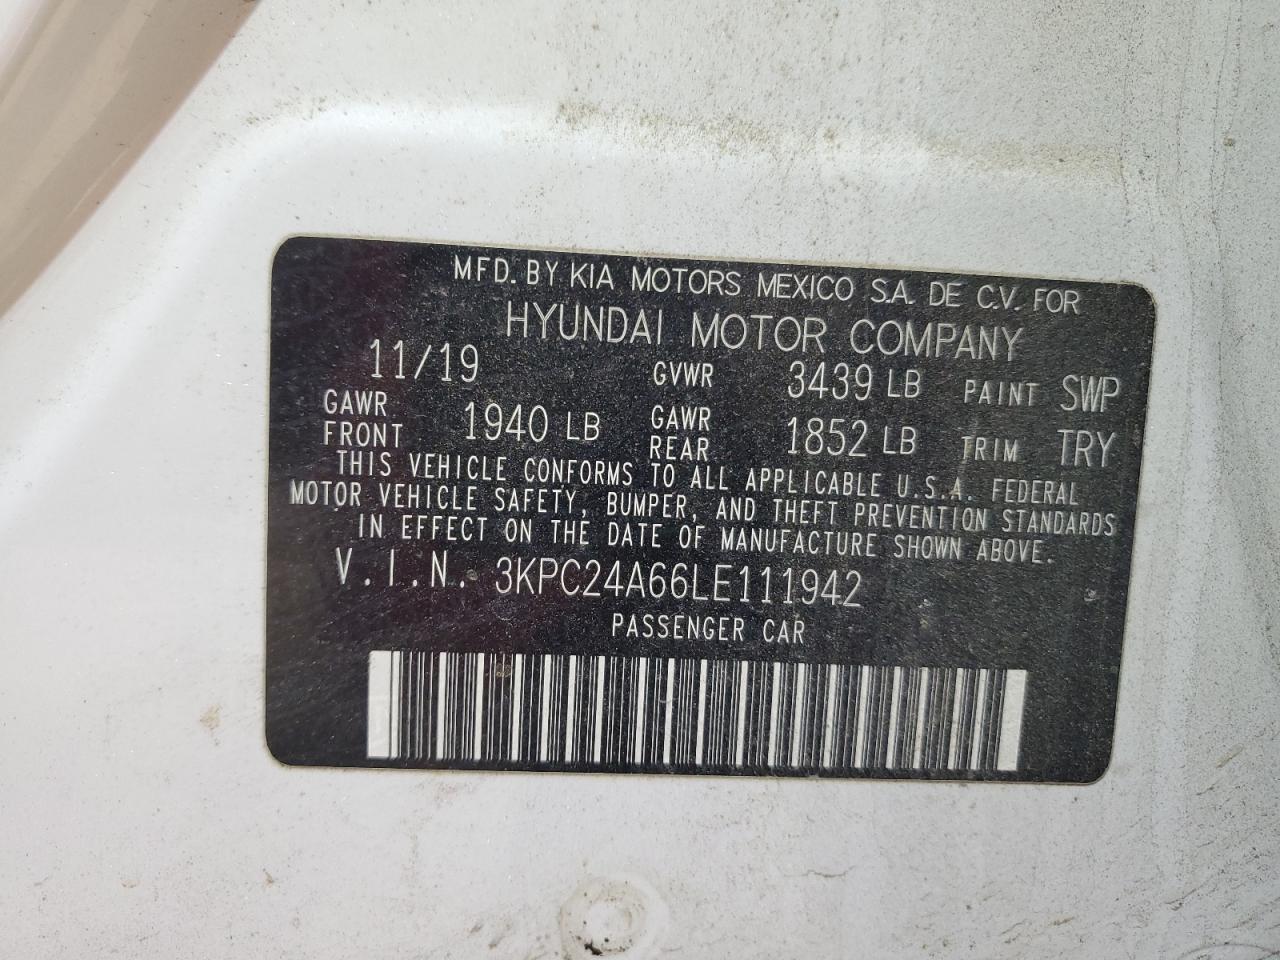 MFD. BY KIA MOTORS MEXICO S.A. DE C.V. FOR
HYUNDAI MOTOR COMPANY
11/19 GVWR 3439 LB PAINT SWP
GAWR FRONT 1940 LB GAWR REAR 1852 LB TRIM TRY
THIS VEHICLE CONFORMS TO ALL APPLICABLE U.S.A. FEDERAL
MOTOR VEHICLE SAFETY, BUMPER, AND THEFT PREVENTION STANDARDS
IN EFFECT ON THE DATE OF MANUFACTURE SHOWN ABOVE.
V.I.N. 3KPC24A66LE111942
PASSENGER CAR